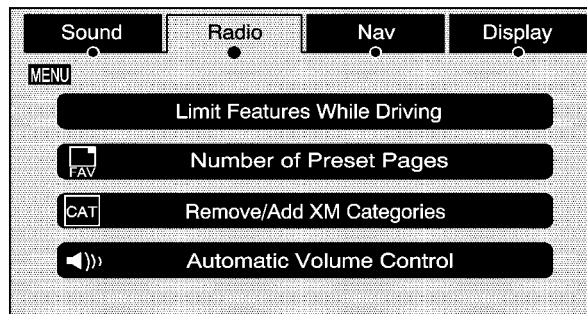 Sound Radio Nav Display
MENU
Limit Features While Driving
FAV Number of Preset Pages
CAT Remove/Add XM Categories
Automatic Volume Control